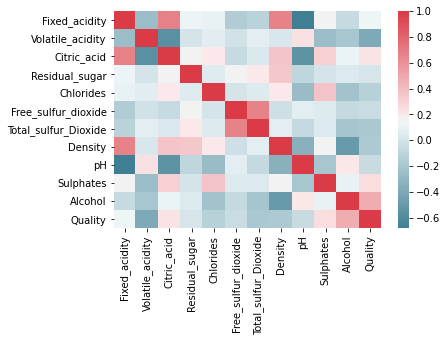 Fixed_acidity
Volatile_acidity
Citric_acid
Residual_sugar
Chlorides
Free_sulfur_dioxide
Total_sulfur_Dioxide
Density
pH
Sulphates
Alcohol
Quality
Fixed_acidity
Volatile_acidity
Citric_acid
Residual_sugar
Chlorides
Free_sulfur_dioxide
Total_sulfur_Dioxide
Density
pH
Sulphates
Alcohol
Quality
1.0
0.8
0.6
0.4
0.2
0.0
−0.2
−0.4
−0.6